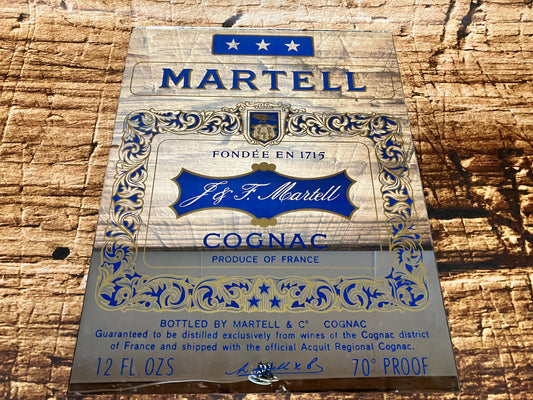 MARTELL
FONDÉE EN 1715
J & F. Martell
COGNAC
PRODUCE OF FRANCE
BOTTLED BY MARTELL & Cº COGNAC
Guaranteed to be distilled exclusively from wines of the Cognac district
of France and shipped with the official Acquit Regional Cognac.
12 FL.OZS 70° PROOF